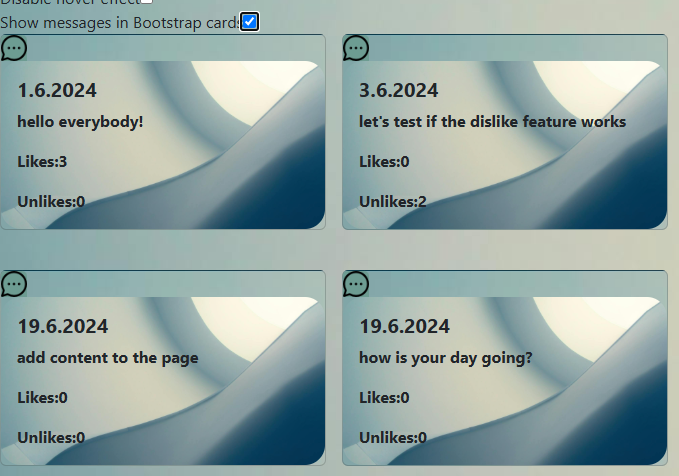 Disable hover effect
Show messages in Bootstrap cards
1.6.2024
hello everybody!
Likes:3
Unlikes:0
3.6.2024
let's test if the dislike feature works
Likes:0
Unlikes:2
19.6.2024
add content to the page
Likes:0
Unlikes:0
19.6.2024
how is your day going?
Likes:0
Unlikes:0